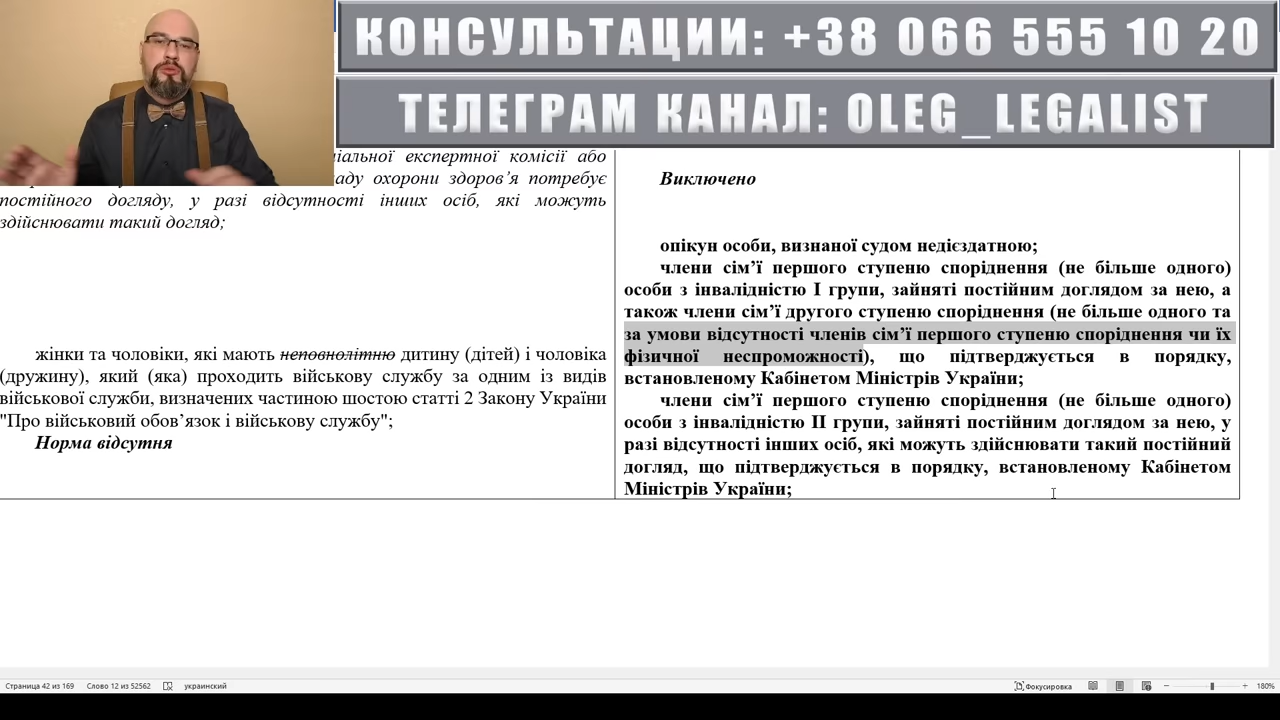 КОНСУЛЬТАЦИИ: +38 066 555 10 20
ТЕЛЕГРАМ КАНАЛ: OLEG_LEGALIST
експертної комісії або
охорони здоров’я потребує
постійного догляду, у разі відсутності інших осіб, які можуть
здійснювати такий догляд;
жінки та чоловіки, які мають неповнолітню дитину (дітей) і чоловіка
(дружину), який (яка) проходить військову службу за одним із видів
військової служби, визначених частиною шостою статті 2 Закону України
"Про військовий обов’язок і військову службу";
Норма відсутня
Виключено
опікун особи, визнаної судом недієздатною;
члени сім’ї першого ступеню споріднення (не більше одного)
особи з інвалідністю I групи, зайняті постійним доглядом за нею, а
також члени сім’ї другого ступеню споріднення (не більше одного та
за умови відсутності членів сім’ї першого ступеню споріднення чи їх
фізичної неспроможності), що підтверджується в порядку,
встановленому Кабінетом Міністрів України;
члени сім’ї першого ступеню споріднення (не більше одного)
особи з інвалідністю II групи, зайняті постійним доглядом за нею, у
разі відсутності інших осіб, які можуть здійснювати такий постійний
догляд, що підтверджується в порядку, встановленому Кабінетом
Міністрів України;
Страница 42 из 169 Слово 12 из 52562 украинский Фокусировка 180%